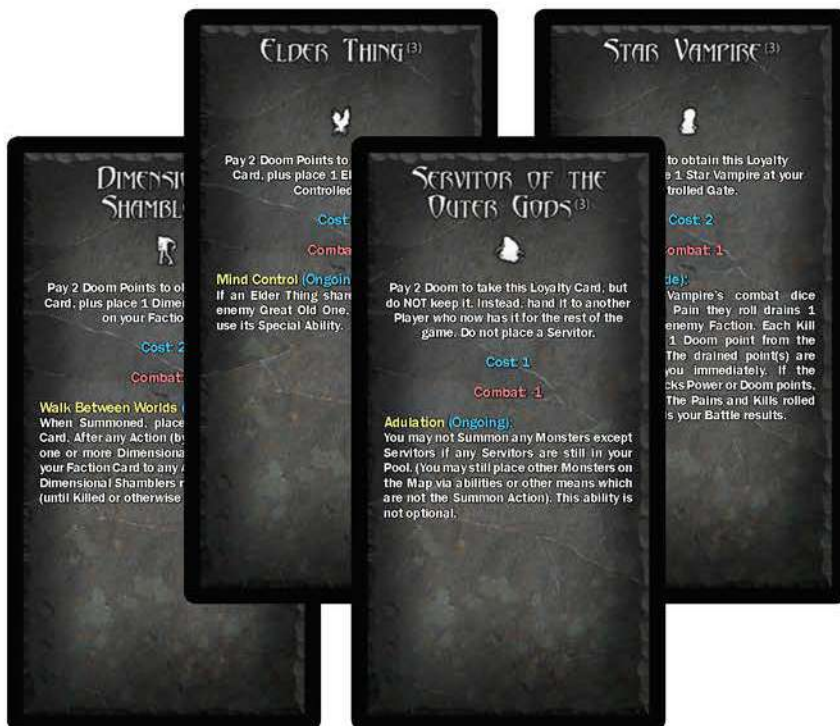 DIMENSI
SHAMBL
Pay 2 Doom Points to o
Card, plus place 1 Dime
on your Factio
Cost: 2
Combat:
Walk Between Worlds (
When Summoned, place
Card. After any Action (by
one or more Dimensiona
your Faction Card to any A
Dimensional Shamblers r
(until Killed or otherwise
ELDER THING (3)
Pay 2 Doom Points to
Card, plus place 1 El
Controlled
Cost:
Combat
Mind Control (Ongoin
If an Elder Thing share
enemy Great Old One,
use its Special Ability.
SERVITOR OF THE
OUTER GODS (3)
Pay 2 Doom to take this Loyalty Card, but
do NOT keep it. Instead, hand it to another
Player who now has it for the rest of the
game. Do not place a Servitor.
Cost: 1
Combat: -1
Adulation (Ongoing):
You may not Summon any Monsters except
Servitors if any Servitors are still in your
Pool. (You may still place other Monsters on
the Map via abilities or other means which
are not the Summon Action). This ability is
not optional.
STAR VAMPIRE (3)
to obtain this Loyalty
e 1 Star Vampire at your
trolled Gate.
Cost: 2
Combat: 1
tle):
Vampire's combat dice
Pain they roll drains 1
enemy Faction. Each Kill
1 Doom point from the
The drained point(s) are
you immediately. If the
cks Power or Doom points,
The Pains and Kills rolled
is your Battle results.